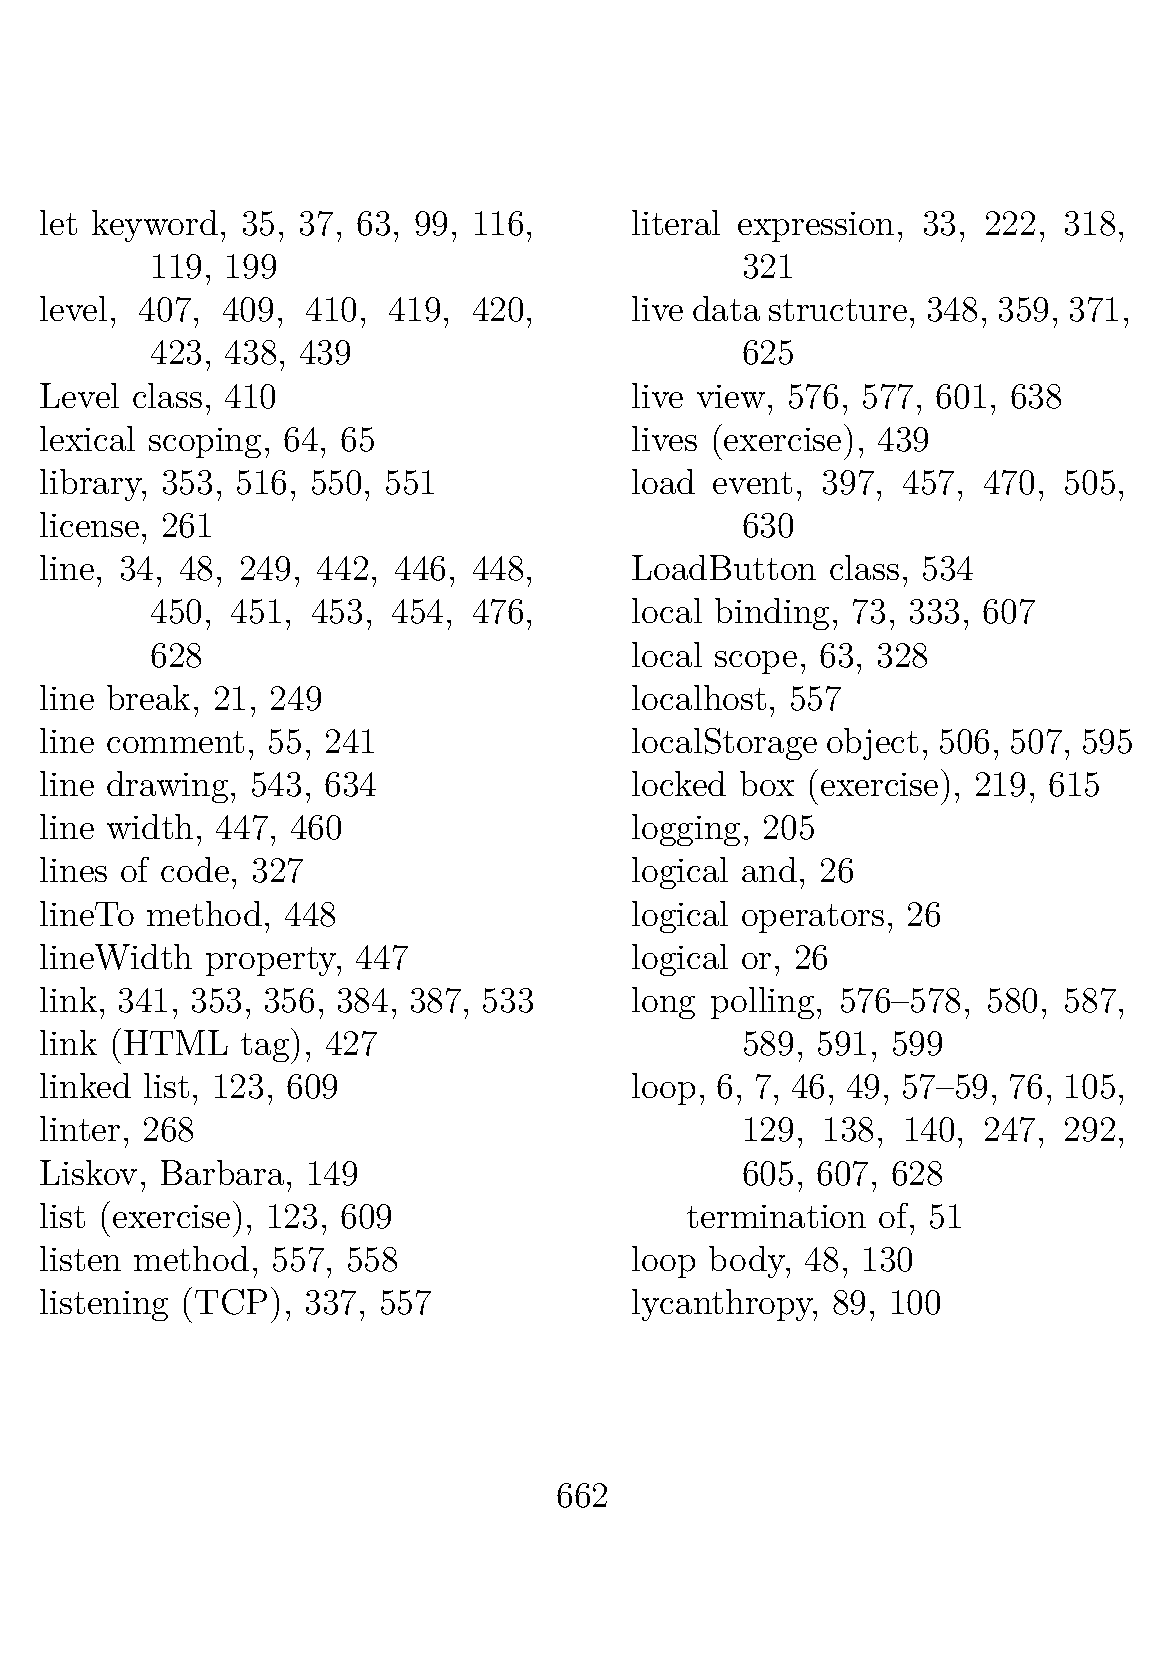 let keyword, 35, 37, 63, 99, 116,
119, 199
level, 407, 409, 410, 419, 420,
423, 438, 439
Level class, 410
lexical scoping, 64, 65
library, 353, 516, 550, 551
license, 261
line, 34, 48, 249, 442, 446, 448,
450, 451, 453, 454, 476,
628
line break, 21, 249
line comment, 55, 241
line drawing, 543, 634
line width, 447, 460
lines of code, 327
lineTo method, 448
lineWidth property, 447
link, 341, 353, 356, 384, 387, 533
link (HTML tag), 427
linked list, 123, 609
linter, 268
Liskov, Barbara, 149
list (exercise), 123, 609
listen method, 557, 558
listening (TCP), 337, 557
literal expression, 33, 222, 318,
321
live data structure, 348, 359, 371,
625
live view, 576, 577, 601, 638
lives (exercise), 439
load event, 397, 457, 470, 505,
630
LoadButton class, 534
local binding, 73, 333, 607
local scope, 63, 328
localhost, 557
localStorage object, 506, 507, 595
locked box (exercise), 219, 615
logging, 205
logical and, 26
logical operators, 26
logical or, 26
long polling, 576–578, 580, 587,
589, 591, 599
loop, 6, 7, 46, 49, 57–59, 76, 105,
129, 138, 140, 247, 292,
605, 607, 628
termination of, 51
loop body, 48, 130
lycanthropy, 89, 100
662